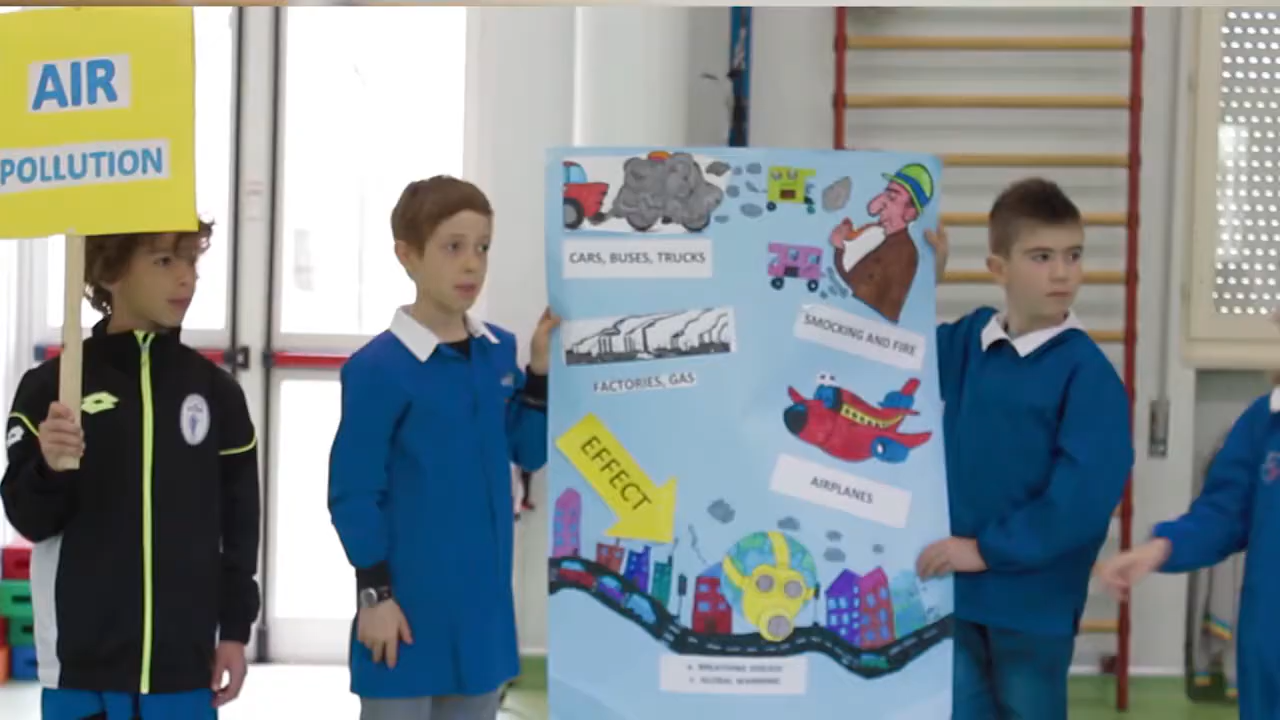 AIR
POLLUTION
CARS, BUSES, TRUCKS
SMOCKING AND FIRE
FACTORIES, GAS
AIRPLANES
EFFECT
GLOBAL WARMING